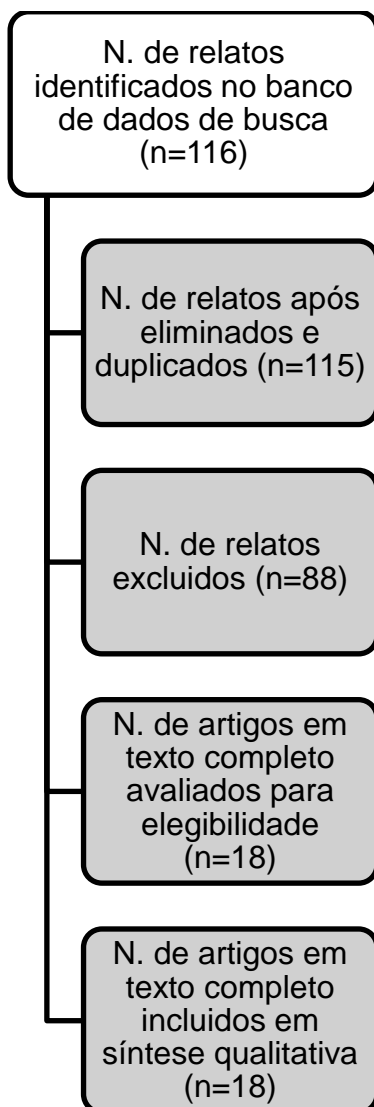 N. de relatos
identificados no banco
de dados de busca
(n=116)
N. de relatos após
eliminados e
duplicados (n=115)
N. de relatos
excluidos (n=88)
N. de artigos em
texto completo
avaliados para
elegibilidade
(n=18)
N. de artigos em
texto completo
incluidos em
síntese qualitativa
(n=18)